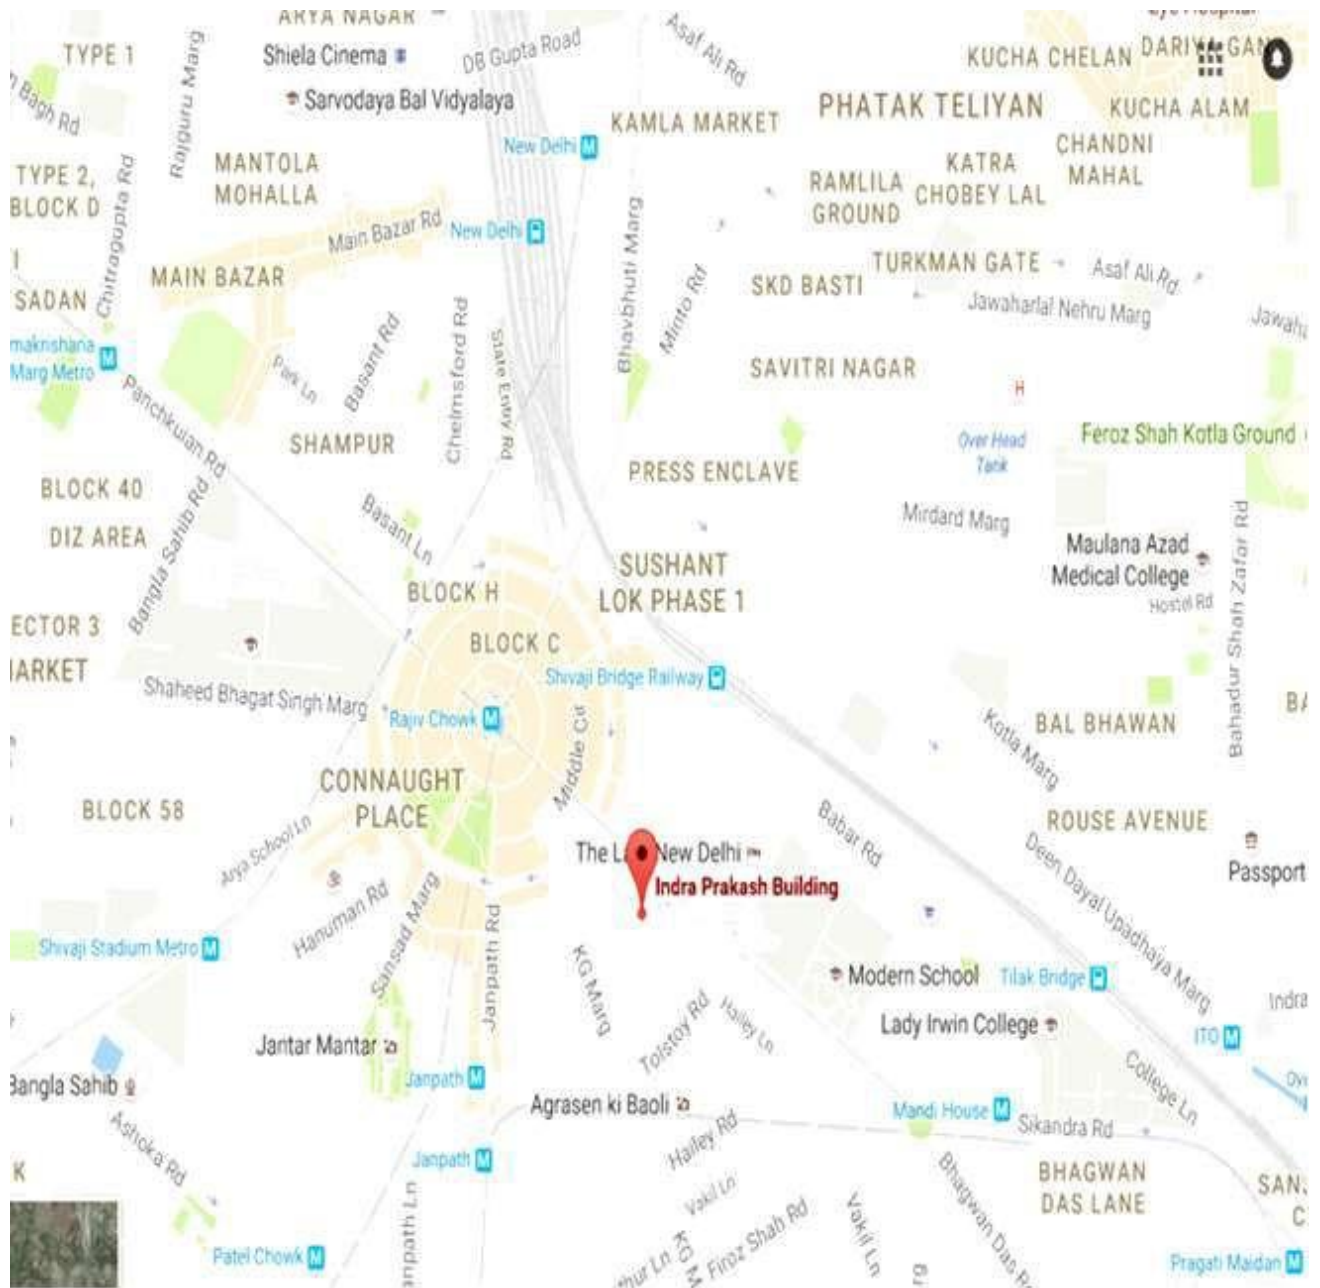 ARYA NAGAR
TYPE 1
Rajguru Marg
Shiela Cinema
DB Gupta Road
Asaf Ali Rd
KUCHA CHELAN
KUCHA ALAM
Bagh Rd
Sarvodaya Bal Vidyalaya
PHATAK TELIYAN
KAMLA MARKET
New Delhi
CHANDNI
MAHAL
MANTOLA
MOHALLA
TYPE 2,
BLOCK D
Chitragupta Rd
KATRA
CHOBEY LAL
RAMLILA
GROUND
Main Bazar Rd
New Delhi
Bhavbhuti Marg
Minto Rd
MAIN BAZAR
SADAN
TURKMAN GATE
Asaf Ali Rd
SKD BASTI
Jawaharlal Nehru Marg
Marg Metro
Park Ln
Basant Rd
Chelmsford Rd
State Entry Rd
SAVITRI NAGAR
H
Panchkuian Rd
SHAMPUR
Over Head
Tank
Feroz Shah Kotla Ground
PRESS ENCLAVE
BLOCK 40
DIZ AREA
Bangla Sahib Rd
Basant Ln
Mirdard Marg
Maulana Azad
Medical College
Hostel Rd
Bahadur Shah Zafar Rd
SUSHANT
LOK PHASE 1
BLOCK H
BLOCK C
ECTOR 3
ARKET
Shivaji Bridge Railway
Shaheed Bhagat Singh Marg
Rajiv Chowk
Middle Cir
Kotla Marg
BAL BHAWAN
BA
CONNAUGHT
PLACE
BLOCK 58
Arya School Ln
Babar Rd
ROUSE AVENUE
Deen Dayal Upadhaya Marg
Passport
The La New Delhi
Indra Prakash Building
Hanuman Rd
Sansad Marg
Janpath Rd
Shivaji Stadium Metro
KG Marg
Modern School
Tilak Bridge
Indra
Lady Irwin College
ITO
Tolstoy Rd
Hailey Ln
Jantar Mantar
Janpath
College Ln
Bangla Sahib
Agrasen ki Baoli
Mandi House
Sikandra Rd
Ashoka Rd
Hailey Rd
Janpath
K
BHAGWAN
DAS LANE
Bhagwan Das Rd
Vakil Ln
Vakil Ln
Firoz Shah Rd
KG M
Patel Chowk
Pragati Maidan